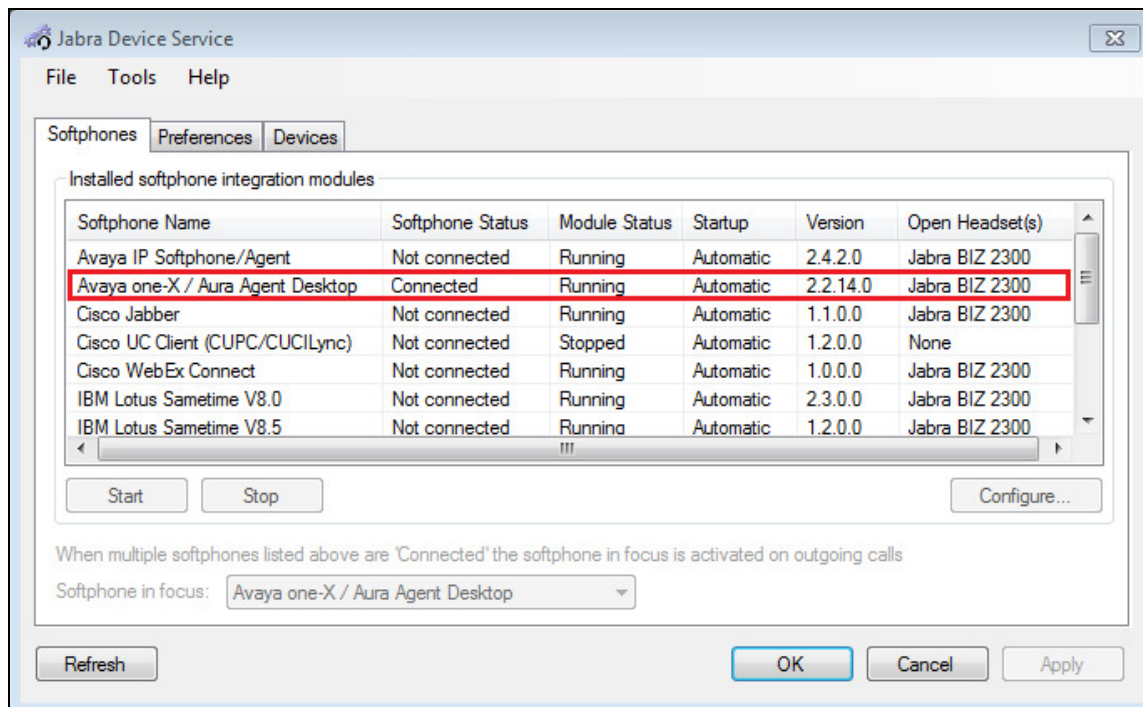 Jabra Device Service
File Tools Help
Softphones Preferences Devices
Installed softphone integration modules
Softphone Name Softphone Status Module Status Startup Version Open Headset(s)
Avaya IP Softphone/Agent Not connected Running Automatic 2.4.2.0 Jabra BIZ 2300
Avaya one-X / Aura Agent Desktop Connected Running Automatic 2.2.14.0 Jabra BIZ 2300
Cisco Jabber Not connected Running Automatic 1.1.0.0 Jabra BIZ 2300
Cisco UC Client (CUPC/CUCILync) Not connected Stopped Automatic 1.2.0.0 None
Cisco WebEx Connect Not connected Running Automatic 1.0.0.0 Jabra BIZ 2300
IBM Lotus Sametime V8.0 Not connected Running Automatic 2.3.0.0 Jabra BIZ 2300
IBM Lotus Sametime V8.5 Not connected Running Automatic 1.2.0.0 Jabra BIZ 2300
Start Stop Configure...
When multiple softphones listed above are 'Connected' the softphone in focus is activated on outgoing calls
Softphone in focus: Avaya one-X / Aura Agent Desktop
Refresh OK Cancel Apply